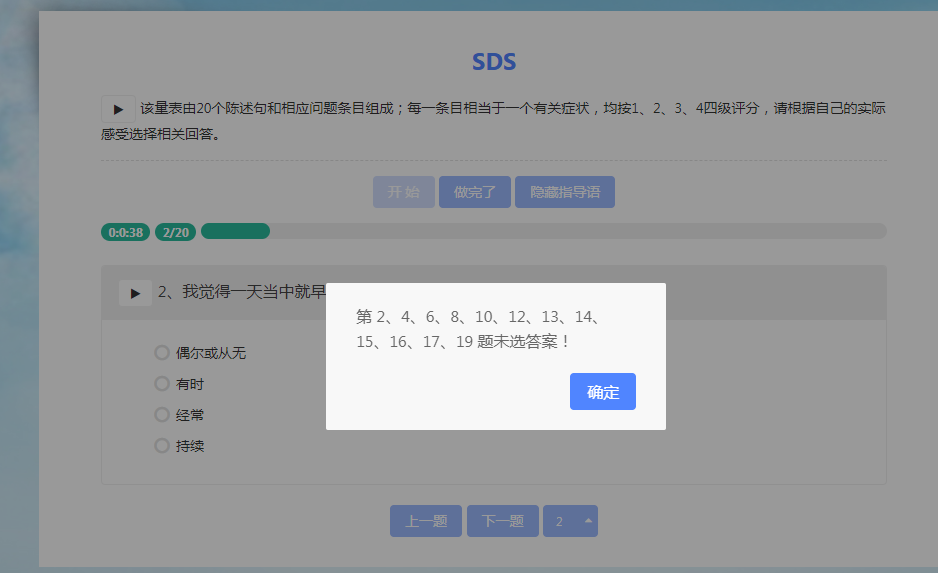 SDS
该量表由20个陈述句和相应问题条目组成；每一条目相当于一个有关症状，均按1、2、3、4四级评分，请根据自己的实际
感受选择相关回答。
开 始 做完了 隐藏指导语
0:0:38 2/20
2、我觉得一天当中就早
第 2、4、6、8、10、12、13、14、
15、16、17、19 题未选答案！
确定
偶尔或从无
有时
经常
持续
上一题 下一题 2